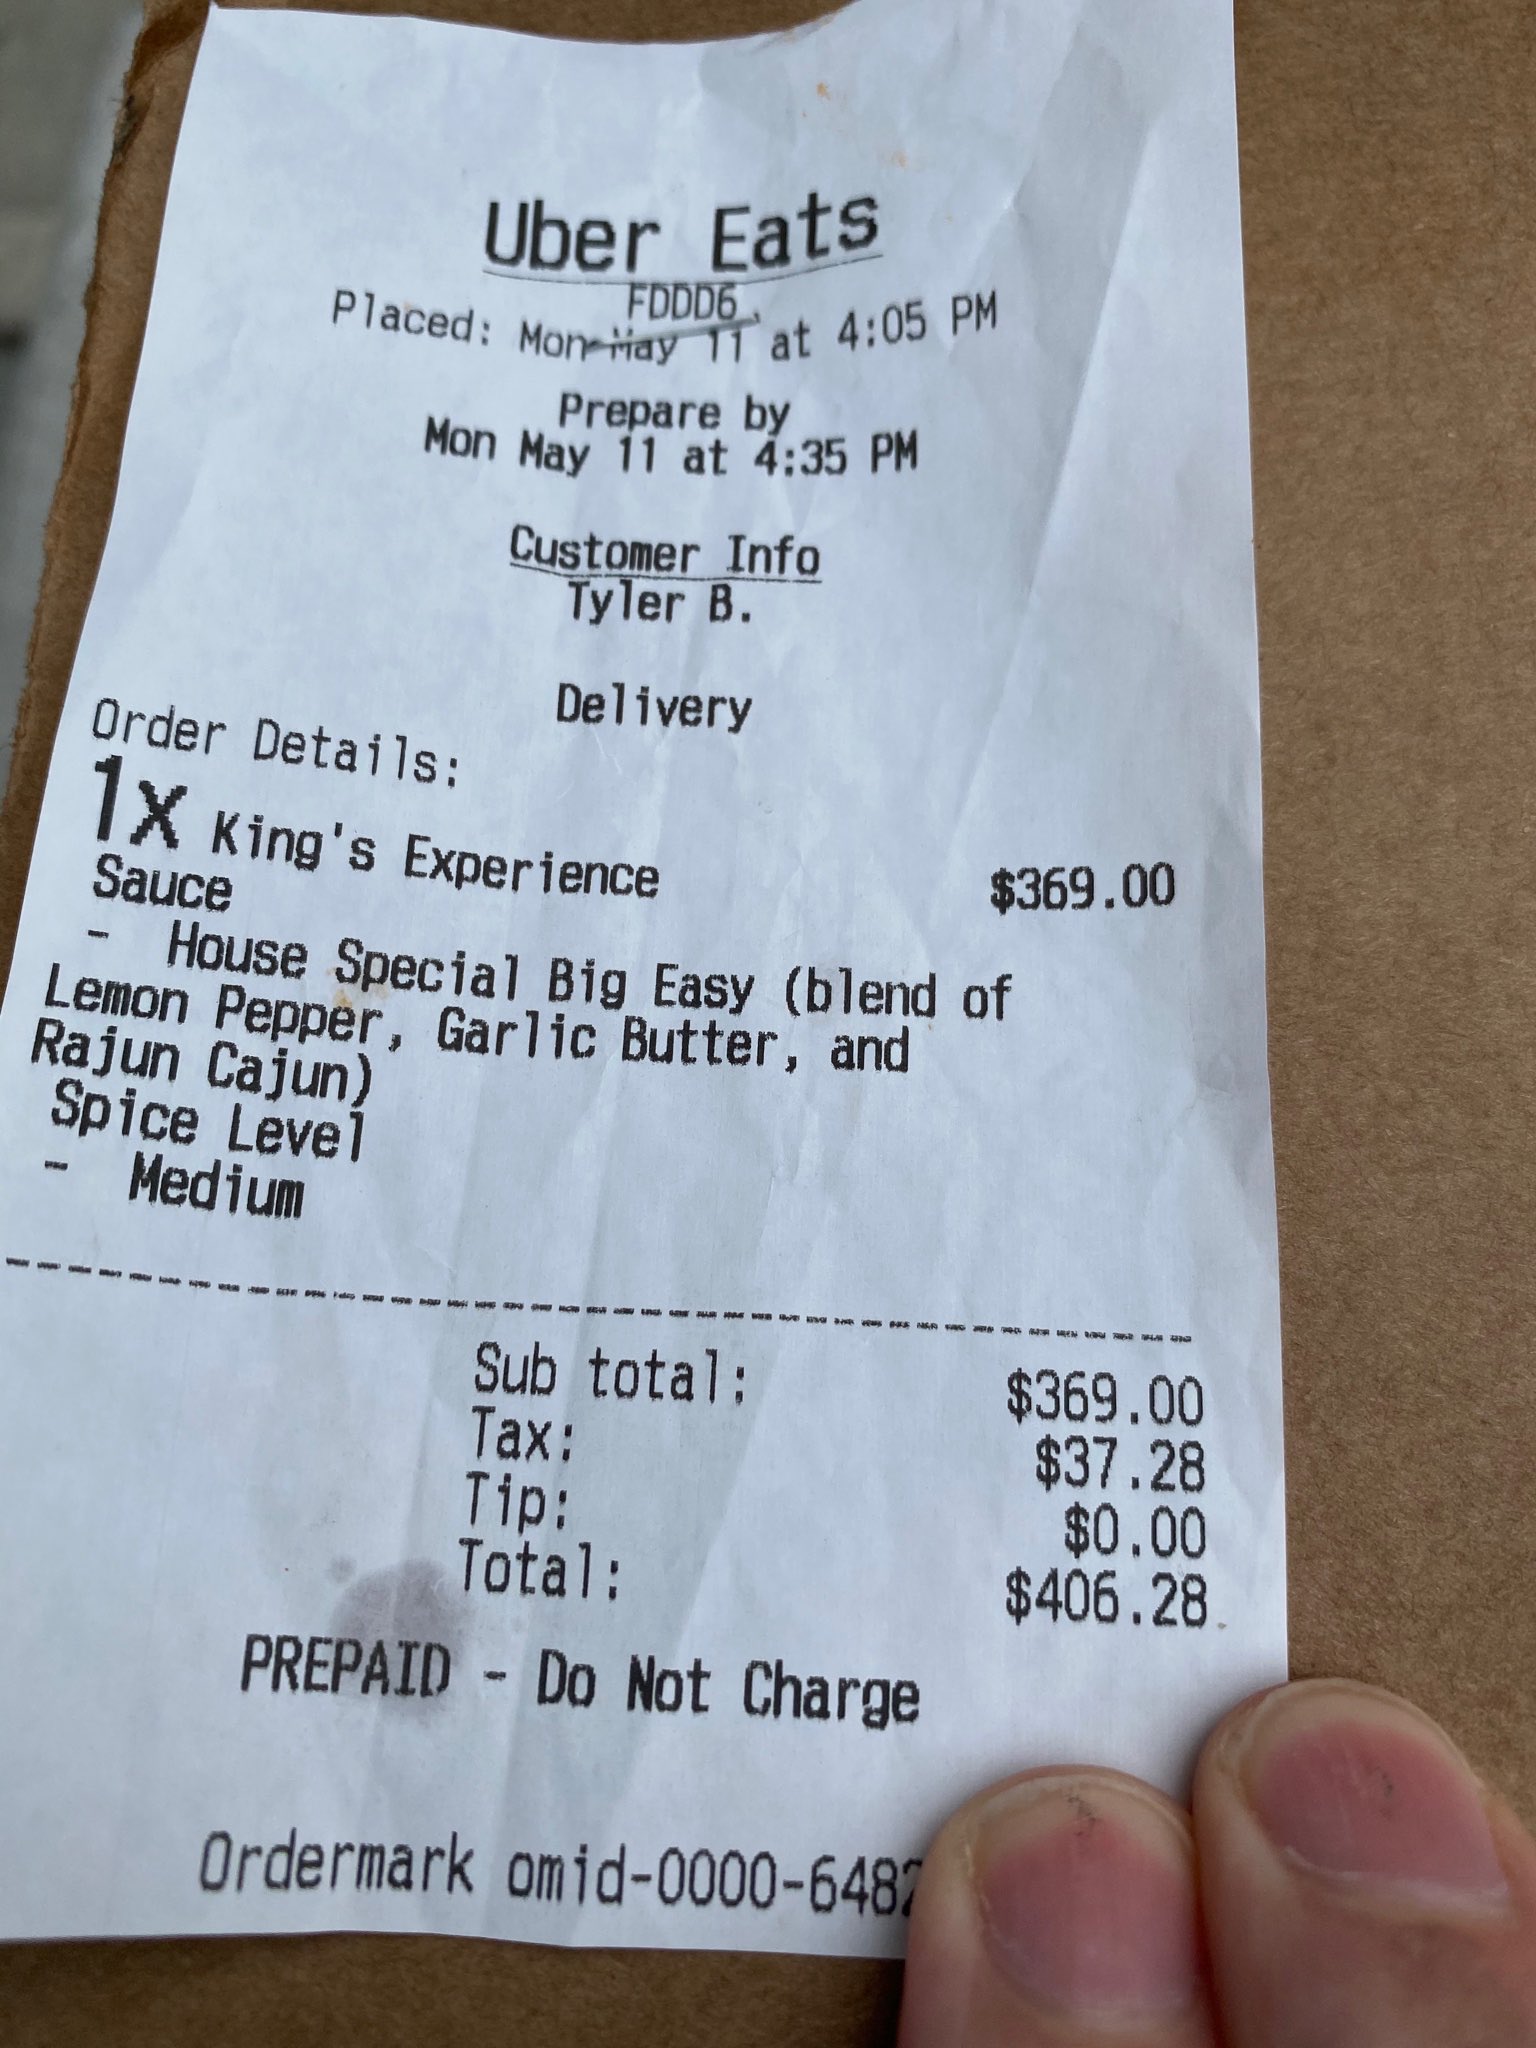 Uber Eats
FDDD6
Placed: Mon May 11 at 4:05 PM
Prepare by
Mon May 11 at 4:35 PM
Customer Info
Tyler B.
Delivery
Order Details:
1x King's Experience $369.00
Sauce
- House Special Big Easy (blend of
Lemon Pepper, Garlic Butter, and
Rajun Cajun)
Spice Level
- Medium
Sub total: $369.00
Tax: $37.28
Tip: $0.00
Total: $406.28
PREPAID - Do Not Charge
Ordermark